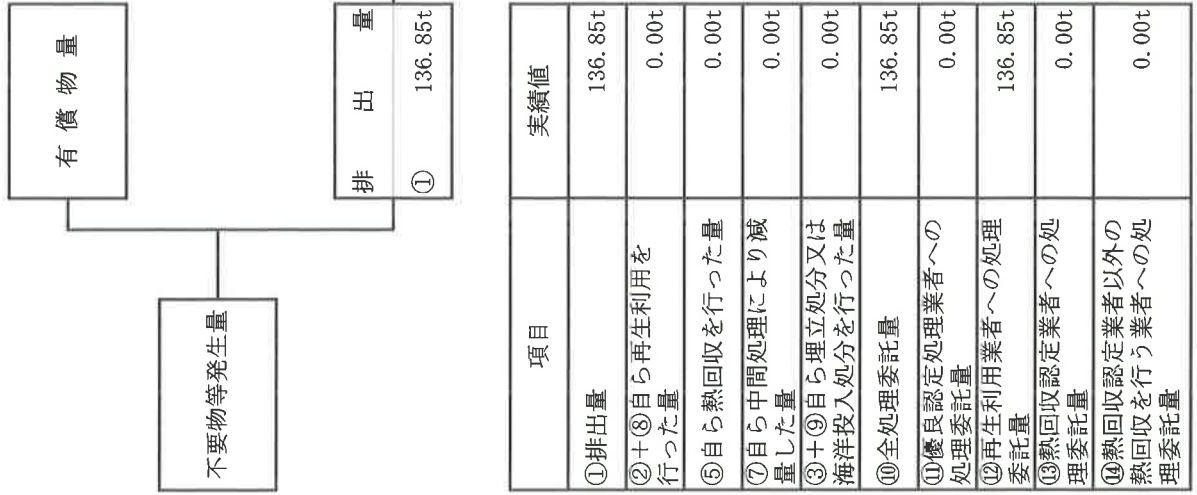 有償物量
不要物等発生量
排出量
① 136.85t
項目 実績値
①排出量 136.85t
②＋⑧自ら再生利用を
行った量 0.00t
⑤自ら熱回収を行った量 0.00t
⑦自ら中間処理により減
量した量 0.00t
③＋⑨自ら埋立処分又は
海洋投入処分を行った量 0.00t
⑩全処理委託量 136.85t
⑪優良認定処理業者への
処理委託量 0.00t
⑫再生利用業者への処理
委託量 136.85t
⑬熱回収認定業者への処
理委託量 0.00t
⑭熱回収認定業者以外の
熱回収を行う業者への処
理委託量 0.00t